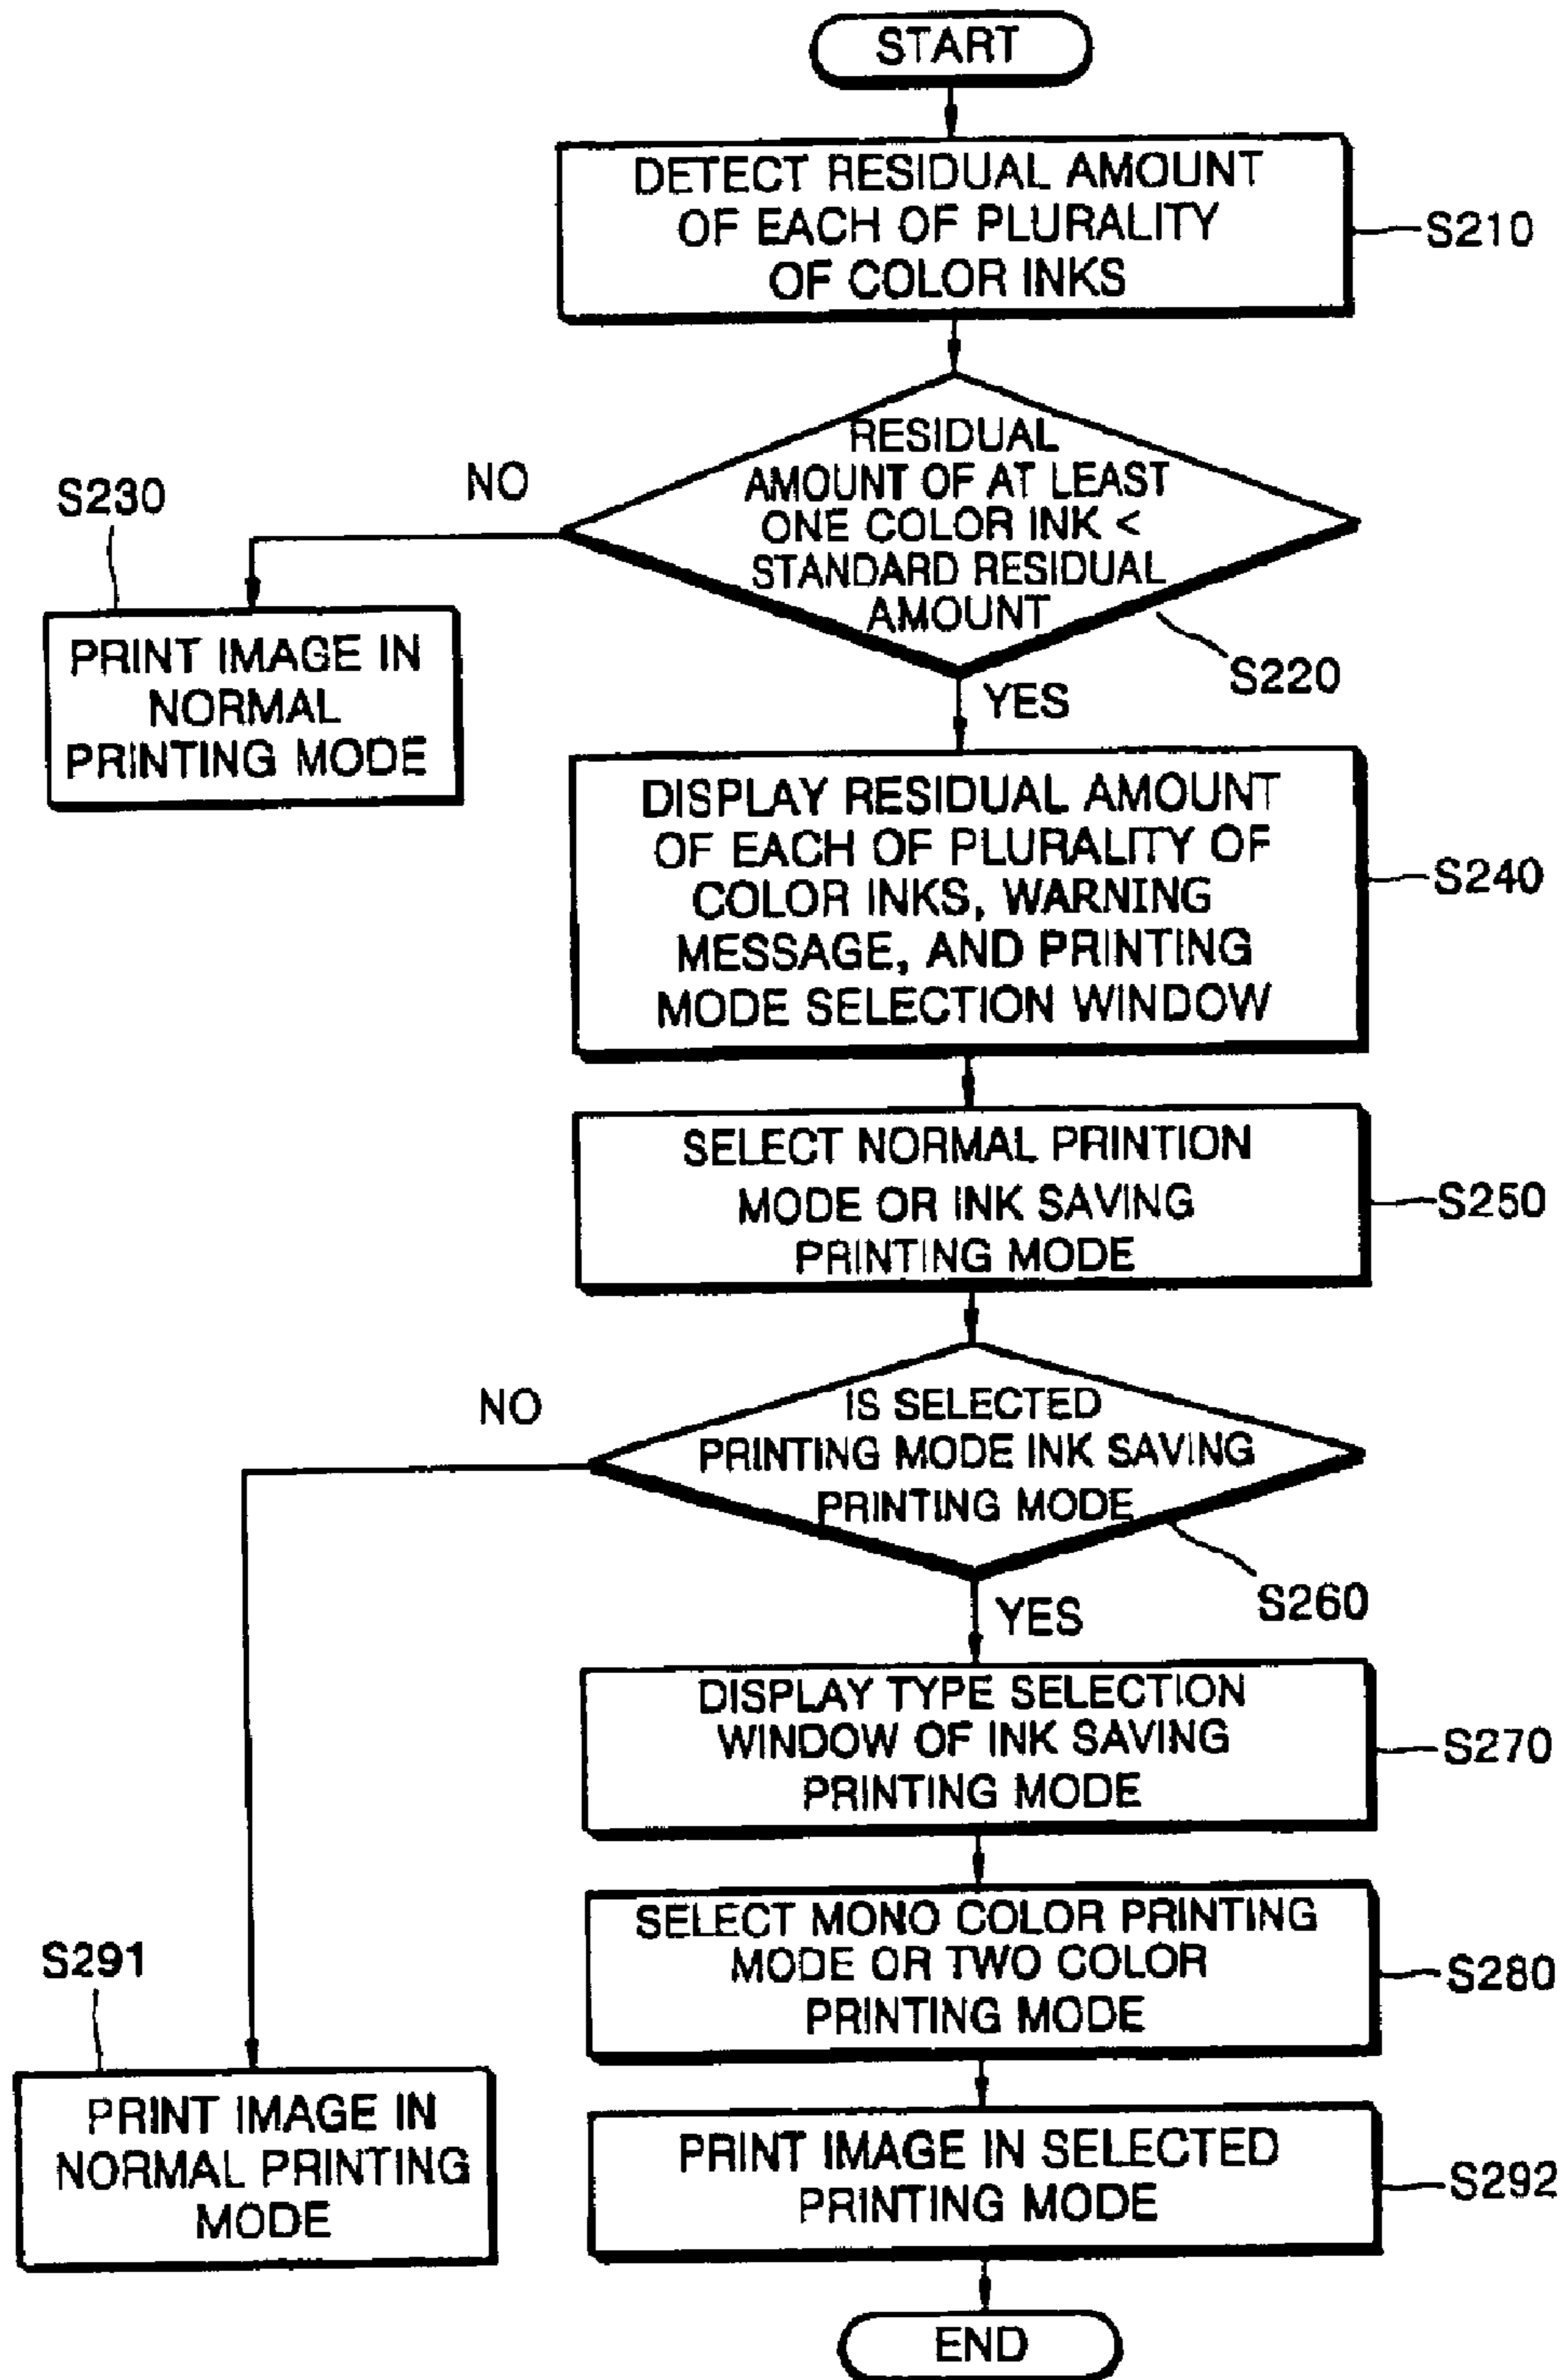 START
DETECT RESIDUAL AMOUNT
OF EACH OF PLURALITY
OF COLOR INKS
S210
RESIDUAL
AMOUNT OF AT LEAST
ONE COLOR INK <
STANDARD RESIDUAL
AMOUNT
S220
NO
S230
PRINT IMAGE IN
NORMAL
PRINTING MODE
YES
DISPLAY RESIDUAL AMOUNT
OF EACH OF PLURALITY OF
COLOR INKS, WARNING
MESSAGE, AND PRINTING
MODE SELECTION WINDOW
S240
SELECT NORMAL PRINTION
MODE OR INK SAVING
PRINTING MODE
S250
IS SELECTED
PRINTING MODE INK SAVING
PRINTING MODE
S260
NO
YES
DISPLAY TYPE SELECTION
WINDOW OF INK SAVING
PRINTING MODE
S270
SELECT MONO COLOR PRINTING
MODE OR TWO COLOR
PRINTING MODE
S280
S291
PRINT IMAGE IN
NORMAL PRINTING
MODE
PRINT IMAGE IN SELECTED
PRINTING MODE
S292
END